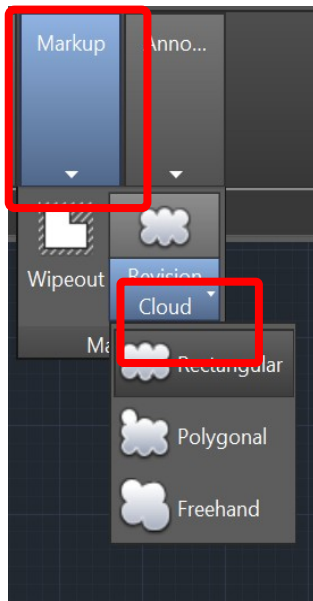 Markup
Anno...
Wipeout
Revision
Cloud
Ma
Rectangular
Polygonal
Freehand